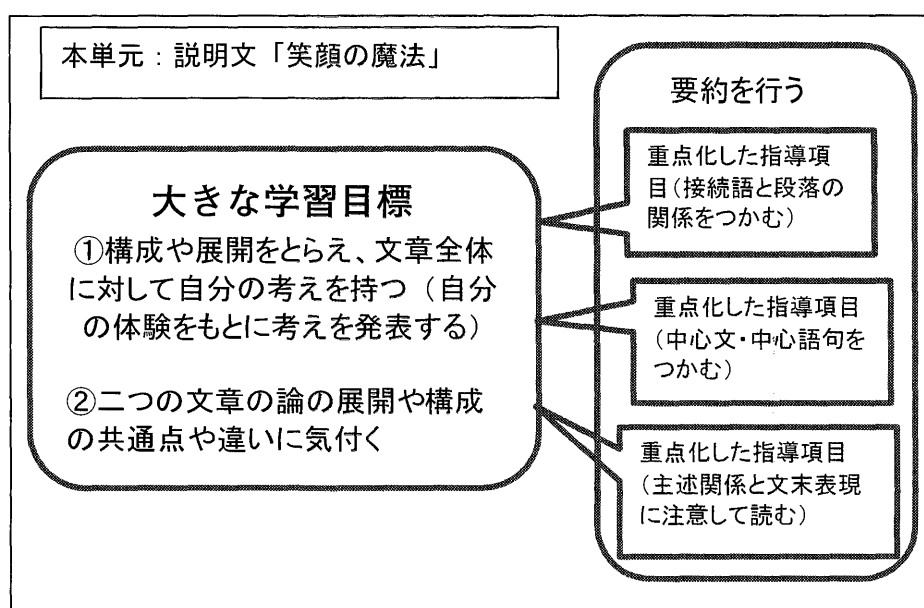 本単元：説明文「笑顔の魔法」
大きな学習目標
①構成や展開をとらえ、文章全体
に対して自分の考えを持つ（自分
の体験をもとに考えを発表する）
②二つの文章の論の展開や構成
の共通点や違いに気付く
要約を行う
重点化した指導項
目（接続語と段落の
関係をつかむ）
重点化した指導項目
（中心文・中心語句を
つかむ）
重点化した指導項目
（主述関係と文末表現
に注意して読む）